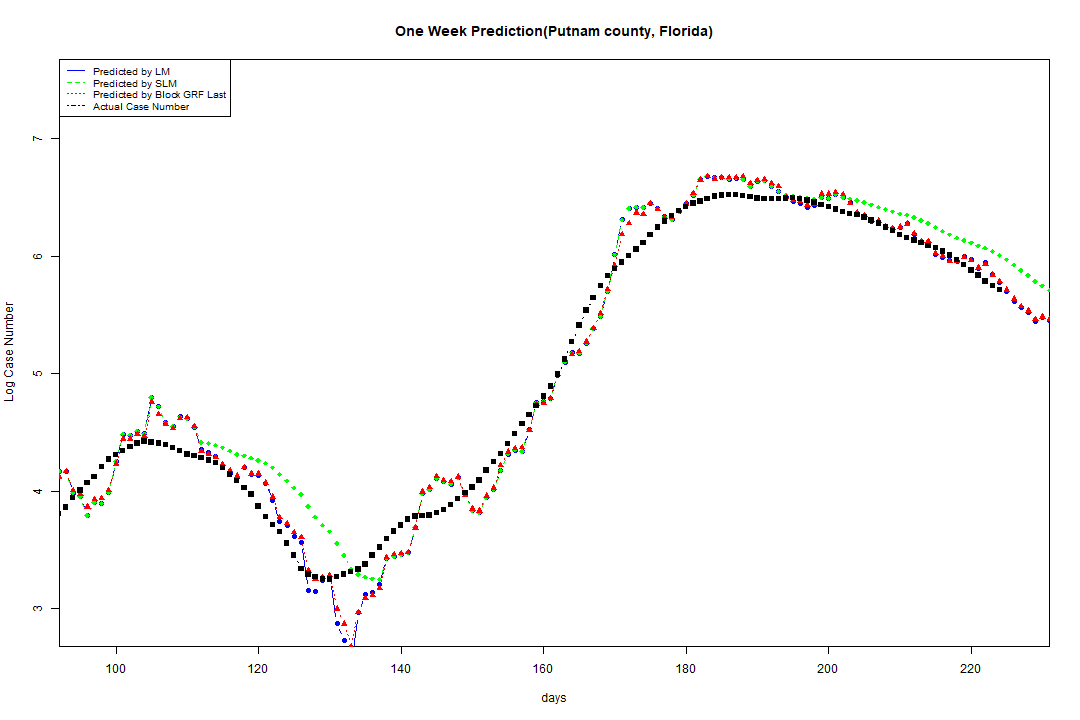 One Week Prediction(Putnam county, Florida)
Predicted by LM
Predicted by SLM
Predicted by Block GRF Last
Actual Case Number
7
6
5
4
3
Log Case Number
100 120 140 160 180 200 220
days